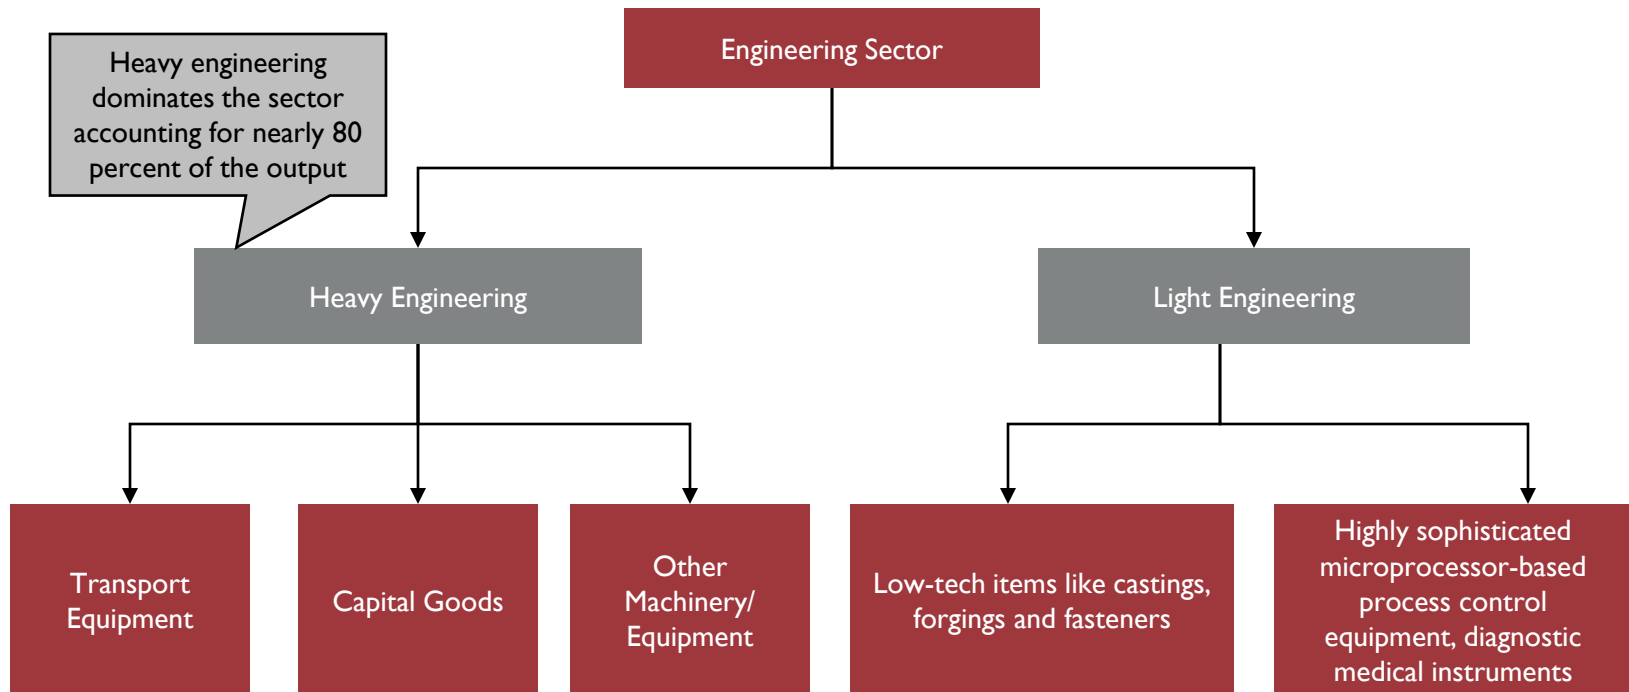 Engineering Sector
Heavy engineering
dominates the sector
accounting for nearly 80
percent of the output
Heavy Engineering
Light Engineering
Transport
Equipment
Capital Goods
Other
Machinery/
Equipment
Low-tech items like castings,
forgings and fasteners
Highly sophisticated
microprocessor-based
process control
equipment, diagnostic
medical instruments